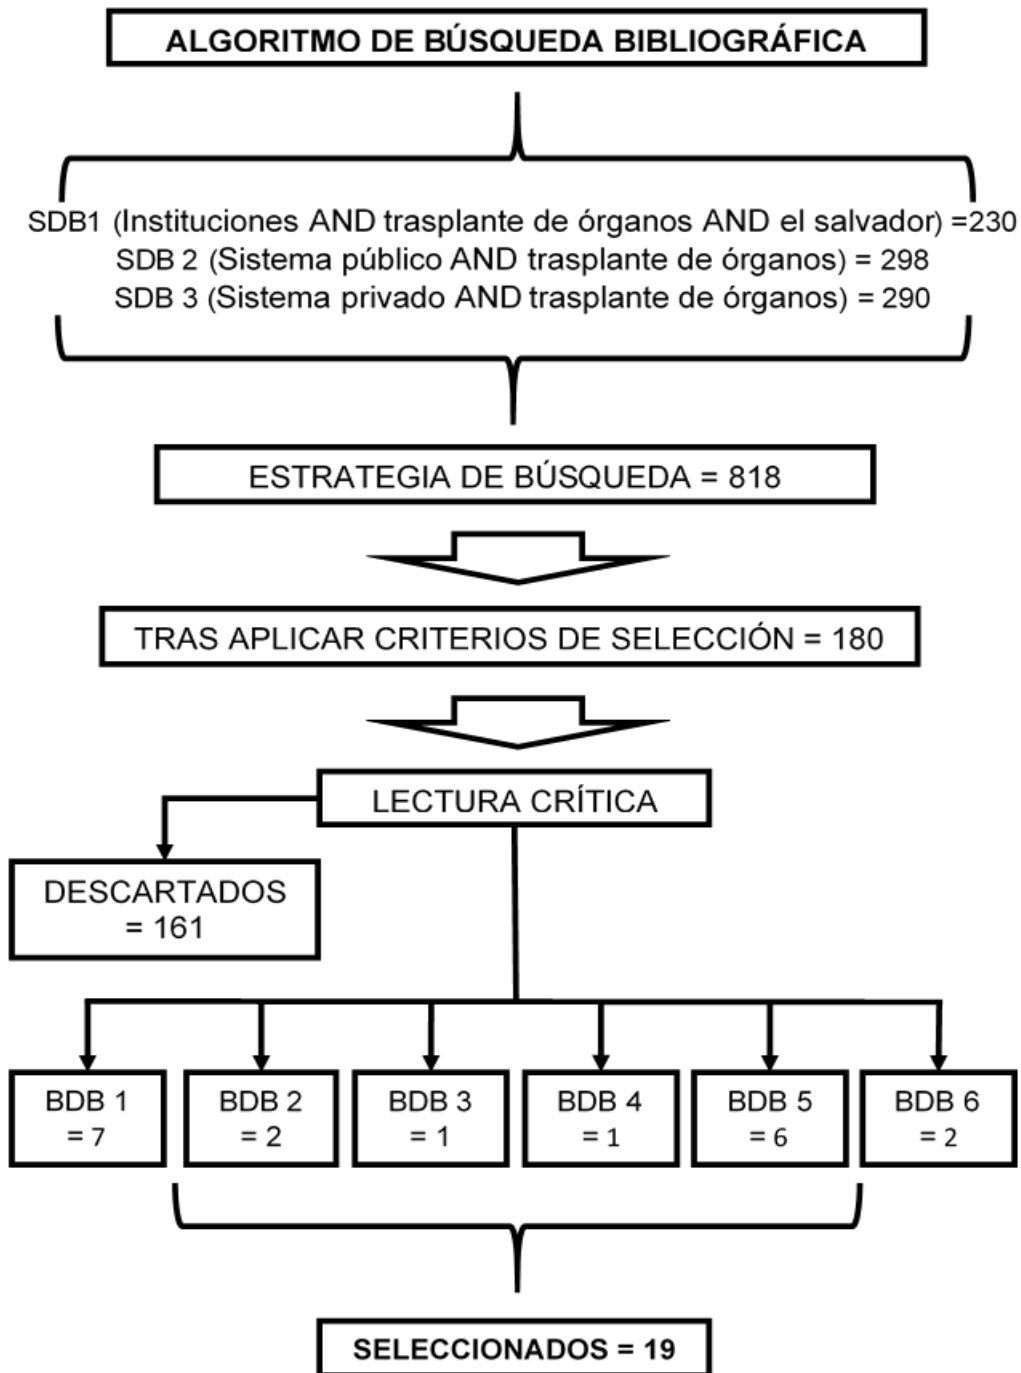 ALGORITMO DE BÚSQUEDA BIBLIOGRÁFICA
SDB1 (Instituciones AND trasplante de órganos AND el salvador) =230
SDB 2 (Sistema público AND trasplante de órganos) = 298
SDB 3 (Sistema privado AND trasplante de órganos) = 290
ESTRATEGIA DE BÚSQUEDA = 818
TRAS APLICAR CRITERIOS DE SELECCIÓN = 180
LECTURA CRÍTICA
DESCARTADOS
= 161
BDB 1
= 7
BDB 2
= 2
BDB 3
= 1
BDB 4
= 1
BDB 5
= 6
BDB 6
= 2
SELECCIONADOS = 19